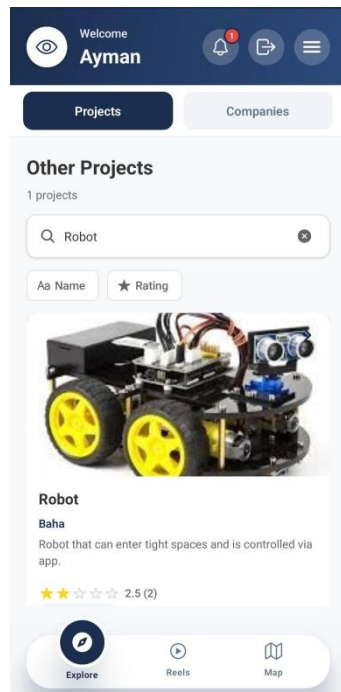 Welcome
Ayman
1
Projects
Companies
Other Projects
1 projects
Robot
Aa Name
Rating
Robot
Baha
Robot that can enter tight spaces and is controlled via
app.
2.5 (2)
Explore
Reels
Map